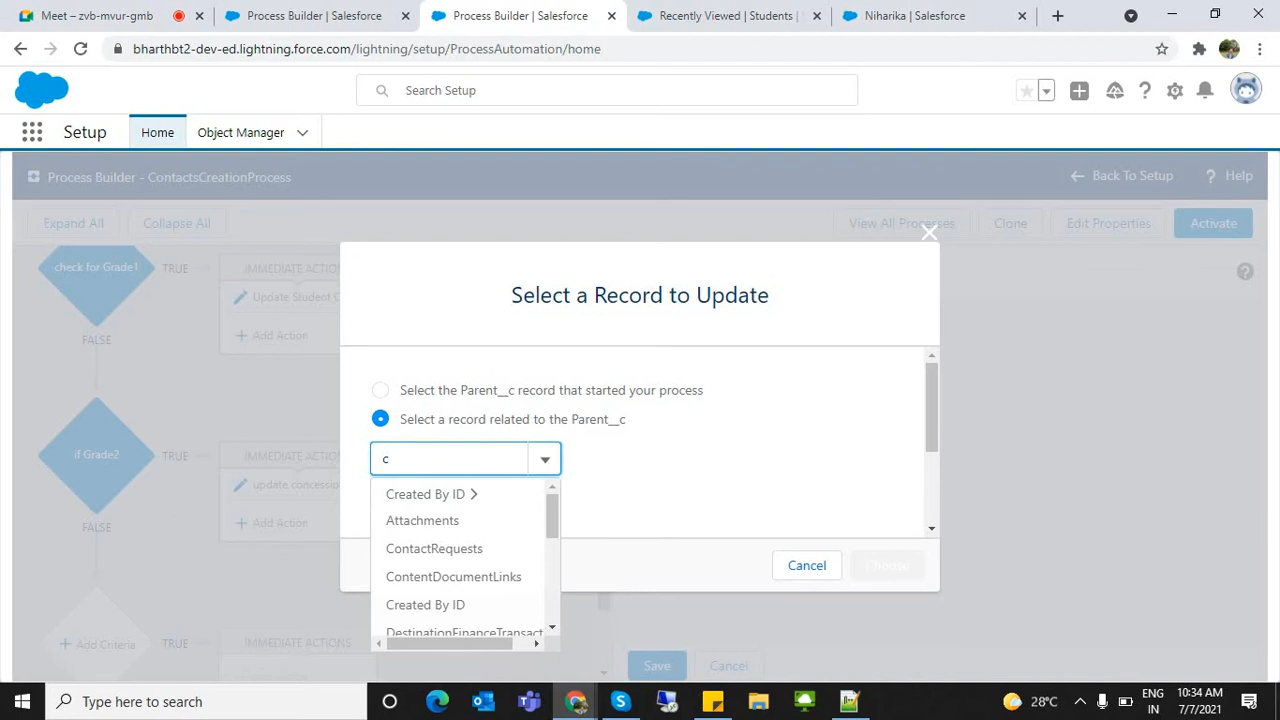 Meet – zvb-mvur-gmb
Process Builder | Salesforce
Process Builder | Salesforce
Recently Viewed | Students |
Niharika | Salesforce
bharthbt2-dev-ed.lightning.force.com/lightning/setup/ProcessAutomation/home
Search Setup
Setup
Home
Object Manager
Process Builder - ContactsCreationProcess
Back To Setup
? Help
Expand All
Collapse All
View All Processes
Clone
Edit Properties
Activate
check for Grade1
TRUE
IMMEDIATE ACTIONS
Update Student C
+ Add Action
FALSE
if Grade2
TRUE
IMMEDIATE ACTION
update concession
+ Add Action
FALSE
+ Add Criteria
TRUE
IMMEDIATE ACTIONS
Select a Record to Update
Select the Parent__c record that started your process
Select a record related to the Parent__c
c
Created By ID >
Attachments
ContactRequests
ContentDocumentLinks
Created By ID
DestinationFinanceTransact
Cancel
Choose
Save
Cancel
Type here to search
28°C
ENG
IN
10:34 AM
7/7/2021